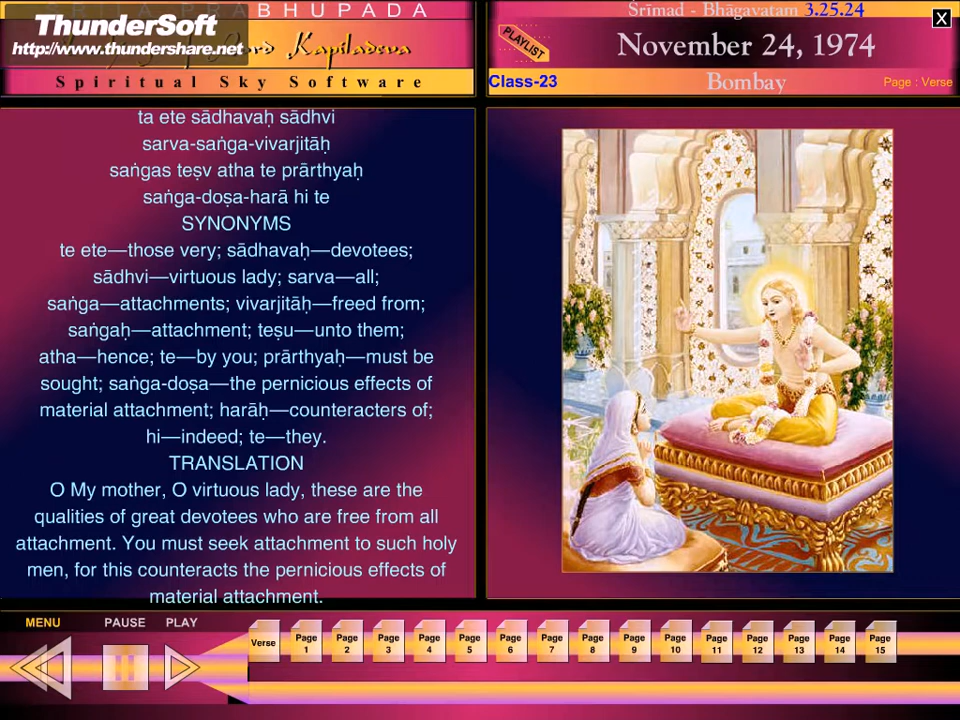 SRILA PRABHUPADA
ThunderSoft
http://www.thundershare.net
Lord Kapiladeva
Spiritual Sky Software
PLAYLIST
Śrīmad - Bhāgavatam 3.25.24
November 24, 1974
Class-23
Bombay
Page : Verse
X
ta ete sādhavaḥ sādhvi
sarva-saṅga-vivarjitāḥ
saṅgas teṣv atha te prārthyaḥ
saṅga-doṣa-harā hi te
SYNONYMS
te ete—those very; sādhavaḥ—devotees;
sādhvi—virtuous lady; sarva—all;
saṅga—attachments; vivarjitāḥ—freed from;
saṅgaḥ—attachment; teṣu—unto them;
atha—hence; te—by you; prārthyaḥ—must be
sought; saṅga-doṣa—the pernicious effects of
material attachment; harāḥ—counteracters of;
hi—indeed; te—they.
TRANSLATION
O My mother, O virtuous lady, these are the
qualities of great devotees who are free from all
attachment. You must seek attachment to such holy
men, for this counteracts the pernicious effects of
material attachment.
MENU
PAUSE
PLAY
Verse
Page 1
Page 2
Page 3
Page 4
Page 5
Page 6
Page 7
Page 8
Page 9
Page 10
Page 11
Page 12
Page 13
Page 14
Page 15